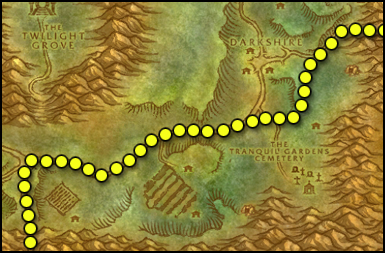 THE
TWILIGHT
GROVE
DARKSHIRE
THE
TRANQUIL GARDENS
CEMETERY